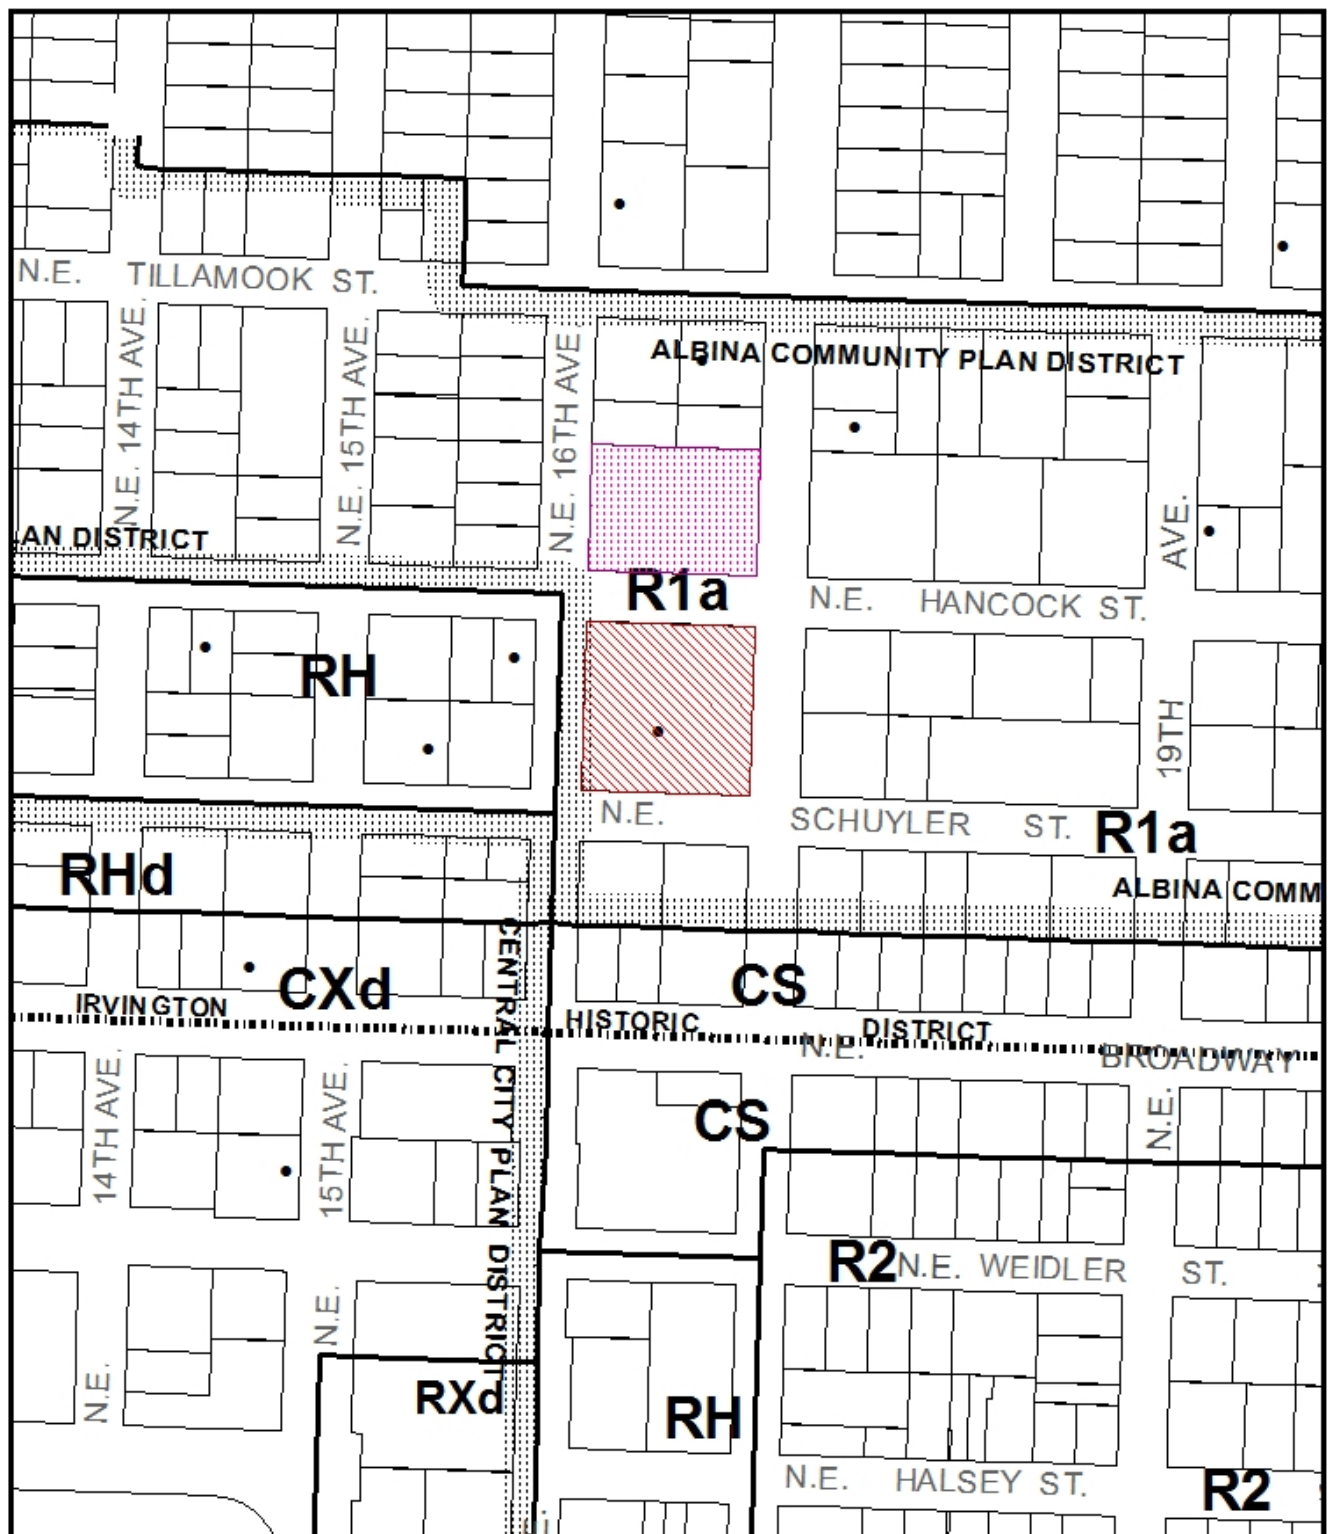 N.E. TILLAMOOK ST.
N.E. 14TH AVE.
N.E. 15TH AVE.
N.E. 16TH AVE.
ALBINA COMMUNITY PLAN DISTRICT
AVE.
LAN DISTRICT
R1a
N.E. HANCOCK ST.
RH
19TH
N.E. SCHUYLER ST.
R1a
RHd
ALBINA COMM
CENTRAL CITY PLAN DISTRICT
CXd
CS
IRVINGTON HISTORIC DISTRICT
N.E. BROADWAY
14TH AVE.
15TH AVE.
CS
N.E.
R2
N.E. WEIDLER ST.
N.E.
N.E.
RXd
RH
N.E. HALSEY ST.
R2